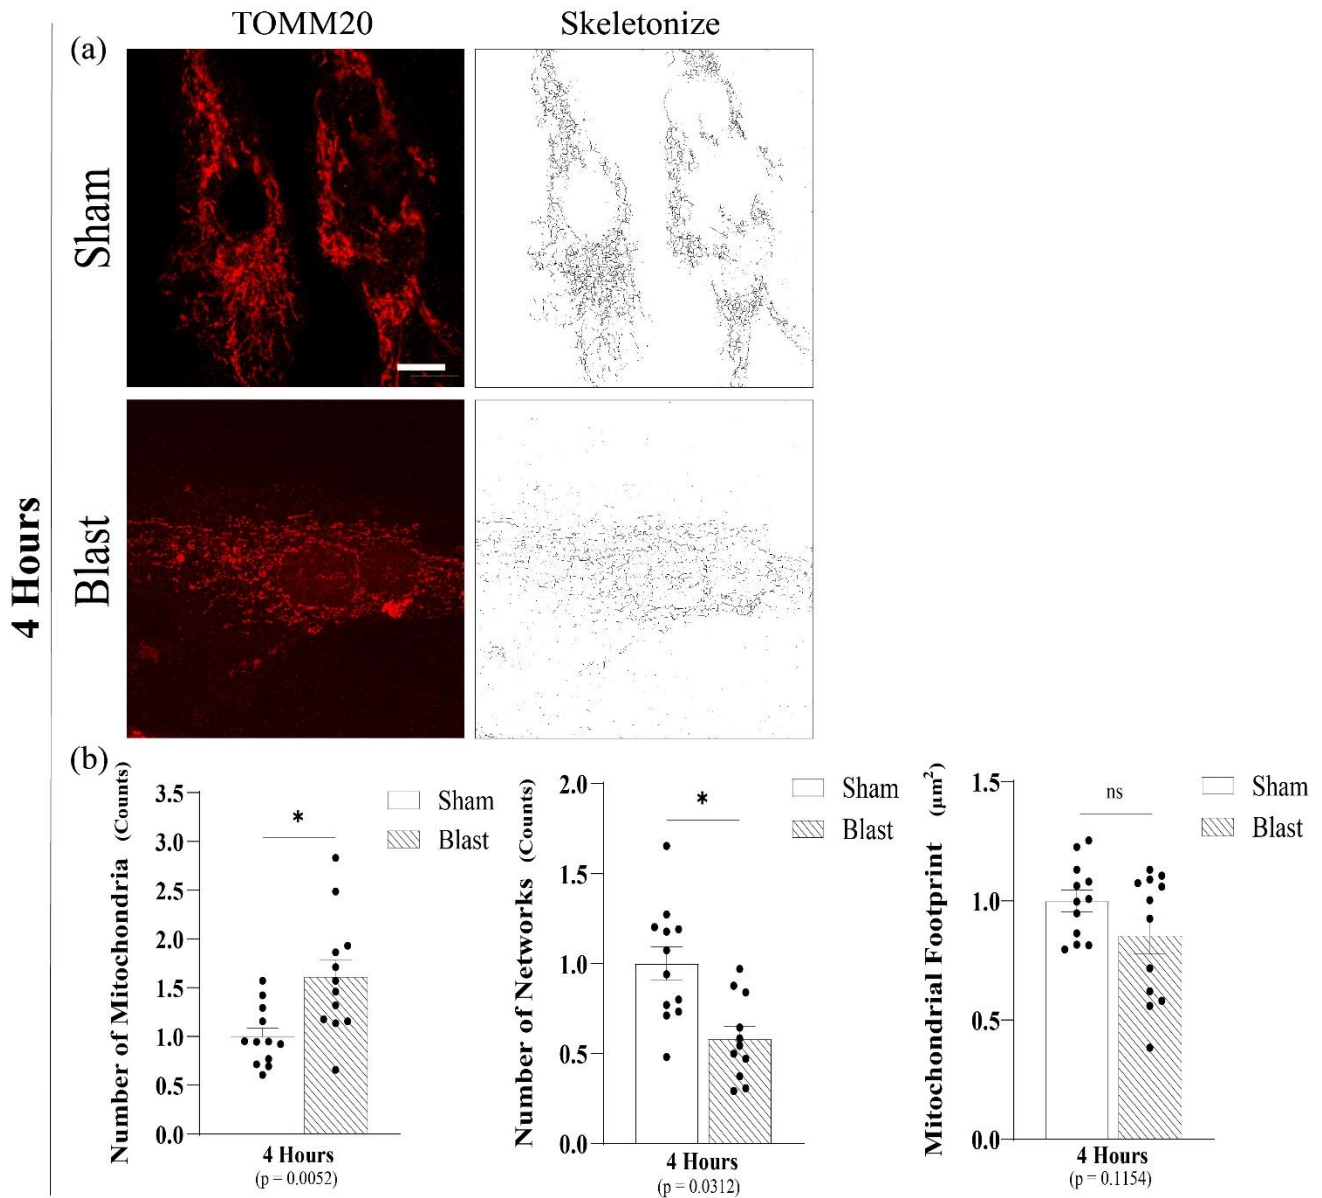 TOMM20 Skeletonize
(a)
Sham
Blast
4 Hours
(b)
Number of Mitochondria (Counts)
3.5
3.0
2.5
2.0
1.5
1.0
0.5
0.0
*
Sham
Blast
4 Hours
(p = 0.0052)
Number of Networks (Counts)
2.0
1.5
1.0
0.5
0.0
*
Sham
Blast
4 Hours
(p = 0.0312)
Mitochondrial Footprint (μm²)
1.5
1.0
0.5
0.0
ns
Sham
Blast
4 Hours
(p = 0.1154)